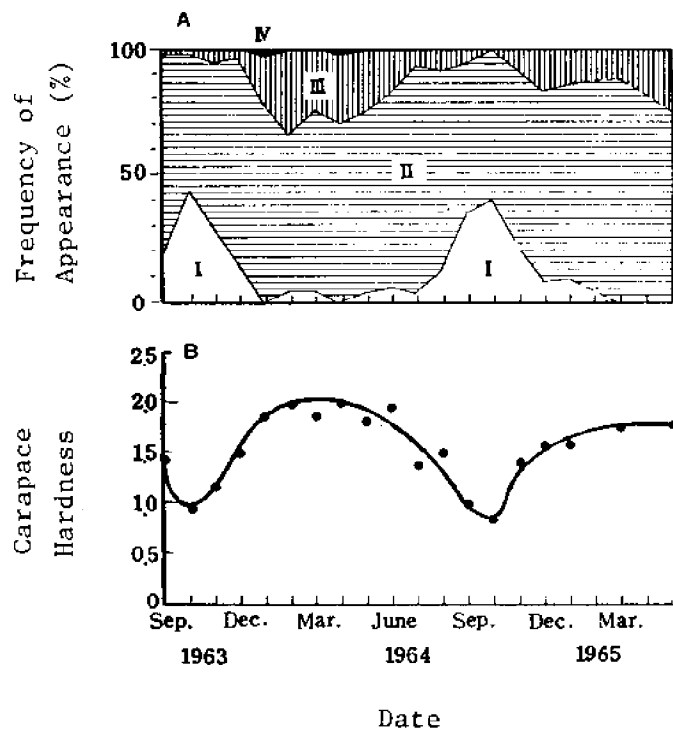 A
IV
100
III
50
II
I
I
0
Frequency of
Appearance (%)
B
2.5
2.0
1.5
1.0
0.5
0
Carapace
Hardness
Sep. Dec. Mar. June Sep. Dec. Mar.
1963 1964 1965
Date